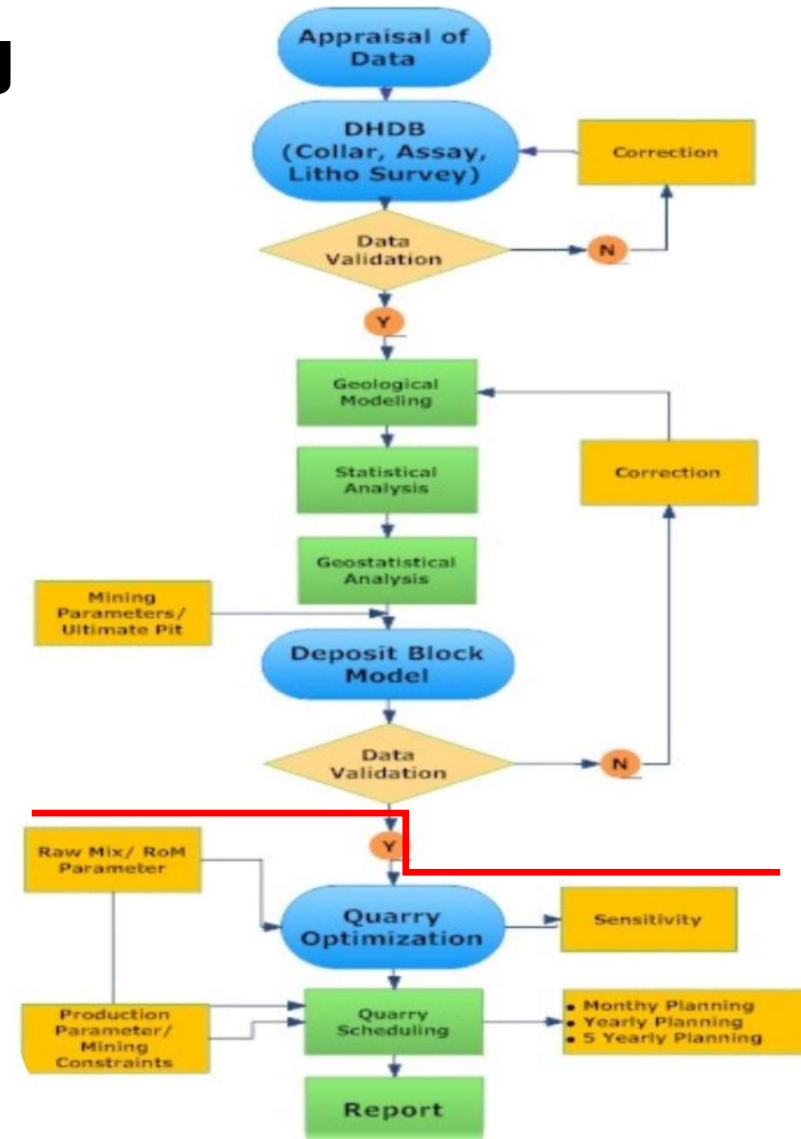 g
Appraisal of
Data
DHDB
(Collar, Assay,
Litho Survey)
Correction
Data
Validation
N
Y
Geological
Modeling
Statistical
Analysis
Correction
Geostatistical
Analysis
Mining
Parameters/
Ultimate Pit
Deposit Block
Model
Data
Validation
N
Y
Raw Mix/ RoM
Parameter
Quarry
Optimization
Sensitivity
Production
Parameter/
Mining
Constraints
Quarry
Scheduling
• Monthy Planning
• Yearly Planning
• 5 Yearly Planning
Report